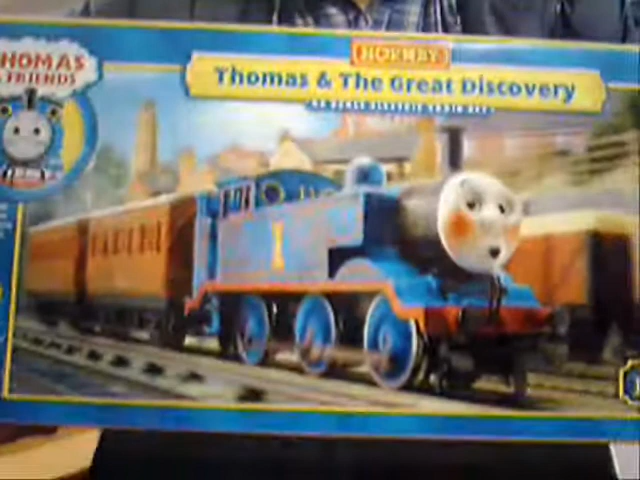 THOMAS
& FRIENDS
HORNBY
Thomas & The Great Discovery
1